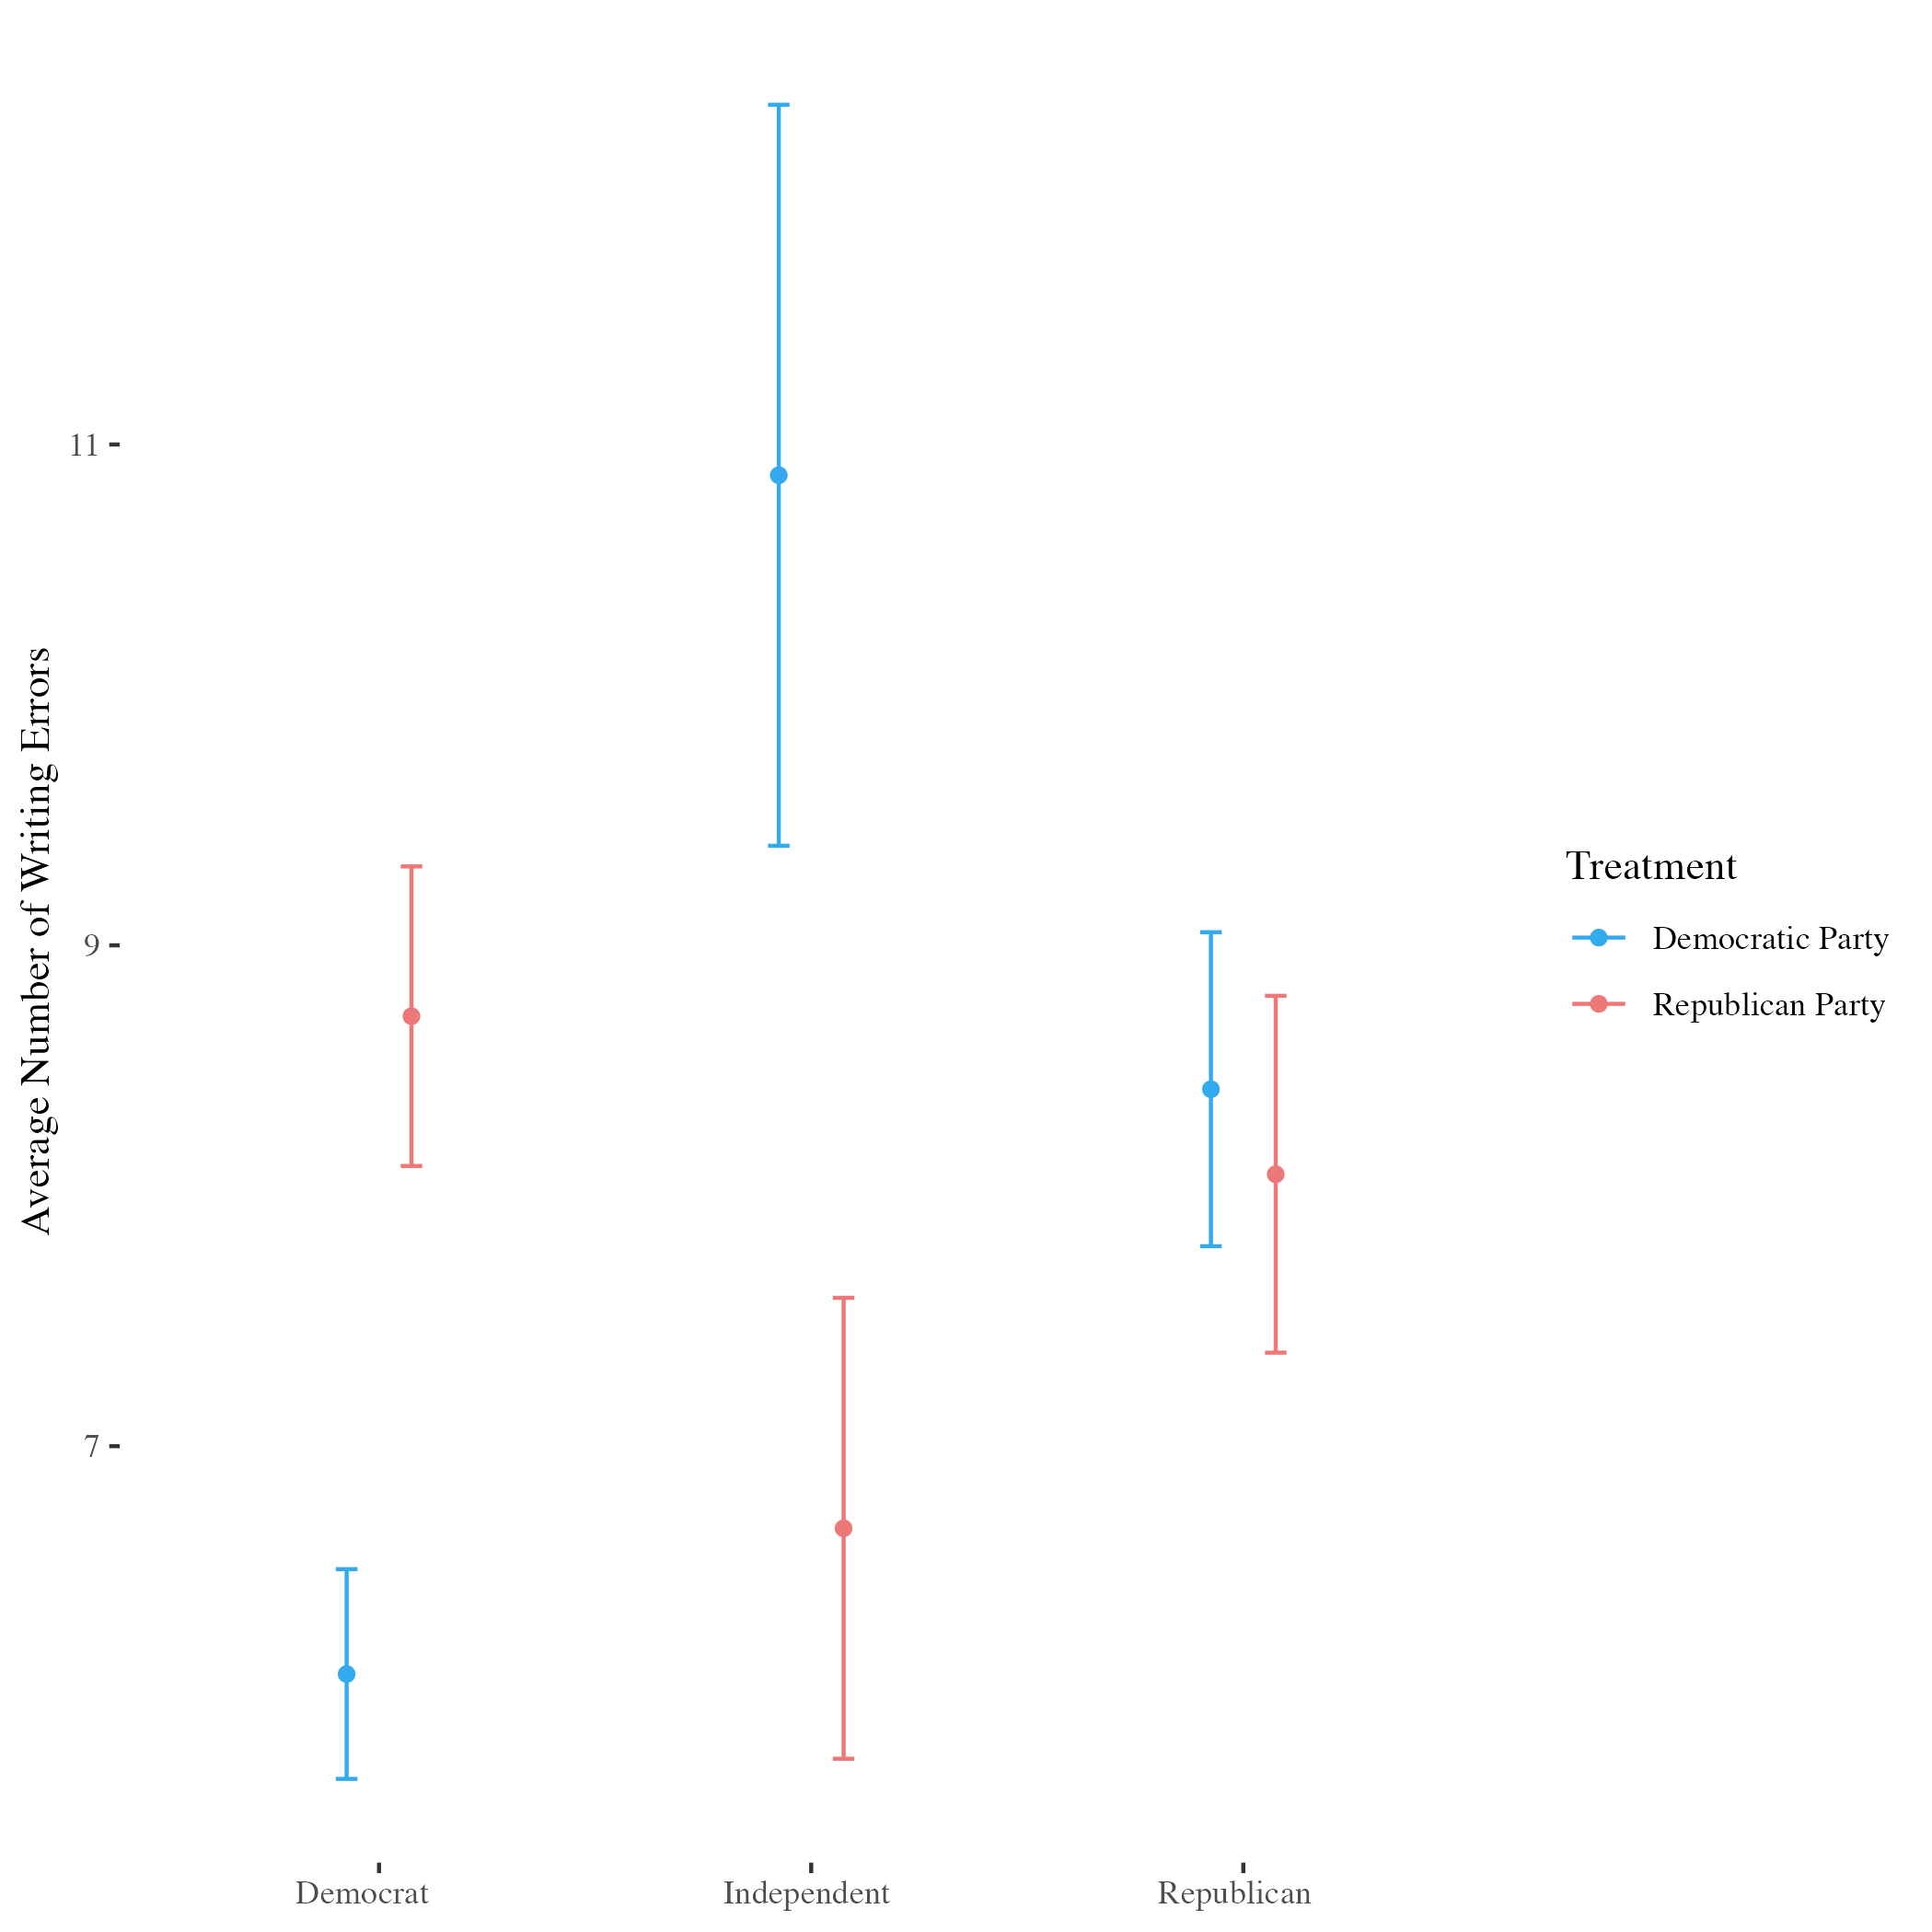 Average Number of Writing Errors
11
9
7
Democrat
Independent
Republican
Treatment
Democratic Party
Republican Party